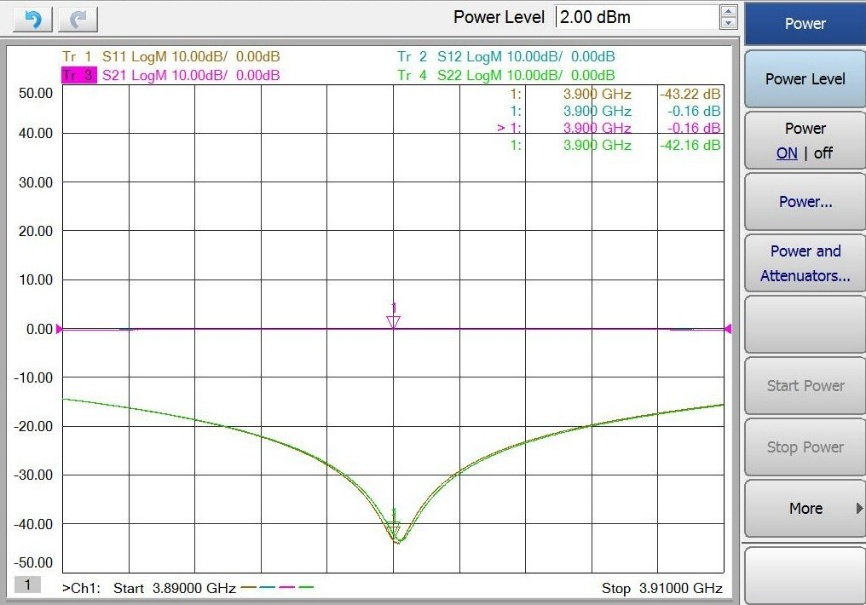 Power Level 2.00 dBm
Tr 1 S11 LogM 10.00dB/ 0.00dB
Tr 2 S12 LogM 10.00dB/ 0.00dB
Tr 3 S21 LogM 10.00dB/ 0.00dB
Tr 4 S22 LogM 10.00dB/ 0.00dB
1: 3.900 GHz -43.22 dB
1: 3.900 GHz -0.16 dB
> 1: 3.900 GHz -0.16 dB
1: 3.900 GHz -42.16 dB
50.00
40.00
30.00
20.00
10.00
0.00
-10.00
-20.00
-30.00
-40.00
-50.00
1
1
1 >Ch1: Start 3.89000 GHz Stop 3.91000 GHz
Power
Power Level
Power
ON | off
Power...
Power and
Attenuators...
Start Power
Stop Power
More